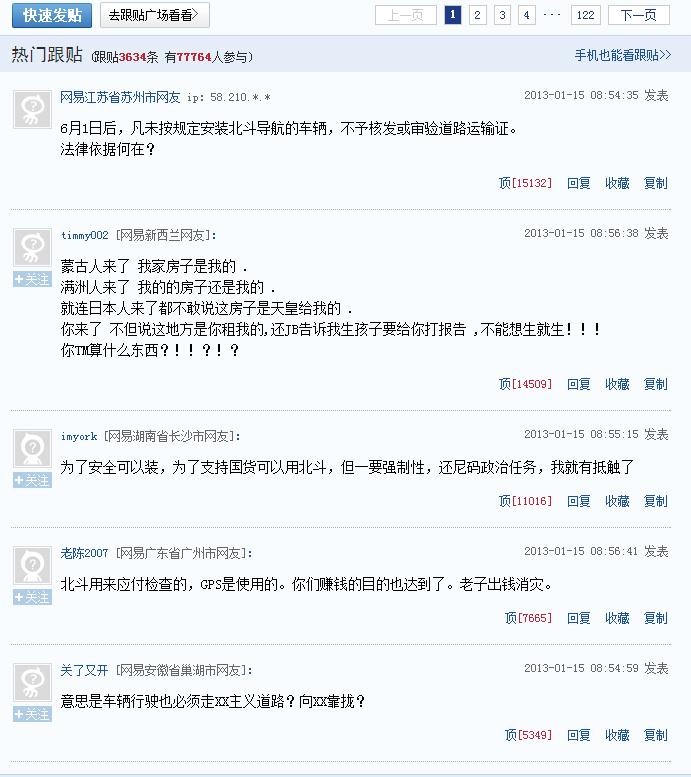 快速发贴 去跟贴广场看看> 上一页 1 2 3 4 ... 122 下一页
热门跟贴 (跟贴3634条 有77764人参与) 手机也能看跟贴>>
网易江苏省苏州市网友 ip: 58.210.*.* 2013-01-15 08:54:35 发表
6月1日后，凡未按规定安装北斗导航的车辆，不予核发或审验道路运输证。
法律依据何在？
顶[15132] 回复 收藏 复制
timmy002 [网易新西兰网友]: 2013-01-15 08:56:38 发表
+关注
蒙古人来了 我家房子是我的 .
满洲人来了 我的的房子还是我的 .
就连日本人来了都不敢说这房子是天皇给我的 .
你来了 不但说这地方是你租我的,还JB告诉我生孩子要给你打报告 ,不能想生就生！！！
你TM算什么东西？！！？！？
顶[14509] 回复 收藏 复制
imyork [网易湖南省长沙市网友]: 2013-01-15 08:55:15 发表
+关注
为了安全可以装，为了支持国货可以用北斗，但一要强制性，还尼码政治任务，我就有抵触了
顶[11016] 回复 收藏 复制
老陈2007 [网易广东省广州市网友]: 2013-01-15 08:56:41 发表
+关注
北斗用来应付检查的，GPS是使用的。你们赚钱的目的也达到了。老子出钱消灾。
顶[7665] 回复 收藏 复制
关了又开 [网易安徽省巢湖市网友]: 2013-01-15 08:54:59 发表
+关注
意思是车辆行驶也必须走XX主义道路？向XX靠拢？
顶[5349] 回复 收藏 复制